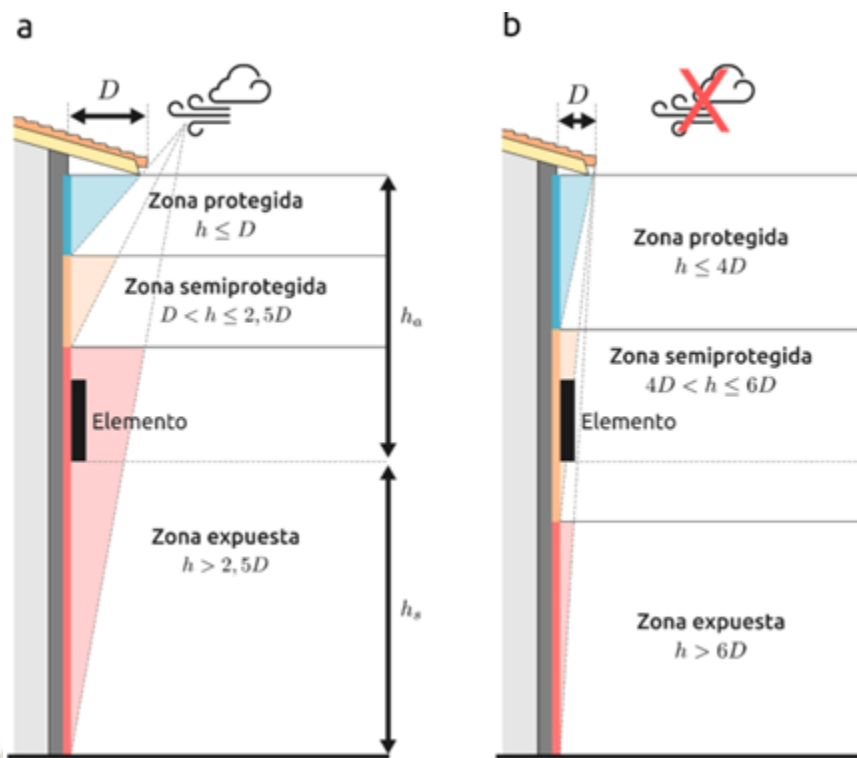 a
D
Zona protegida
h ≤ D
Zona semiprotegida
D < h ≤ 2,5D
h_a
Elemento
Zona expuesta
h > 2,5D
h_s
b
D
Zona protegida
h ≤ 4D
Zona semiprotegida
4D < h ≤ 6D
Elemento
Zona expuesta
h > 6D